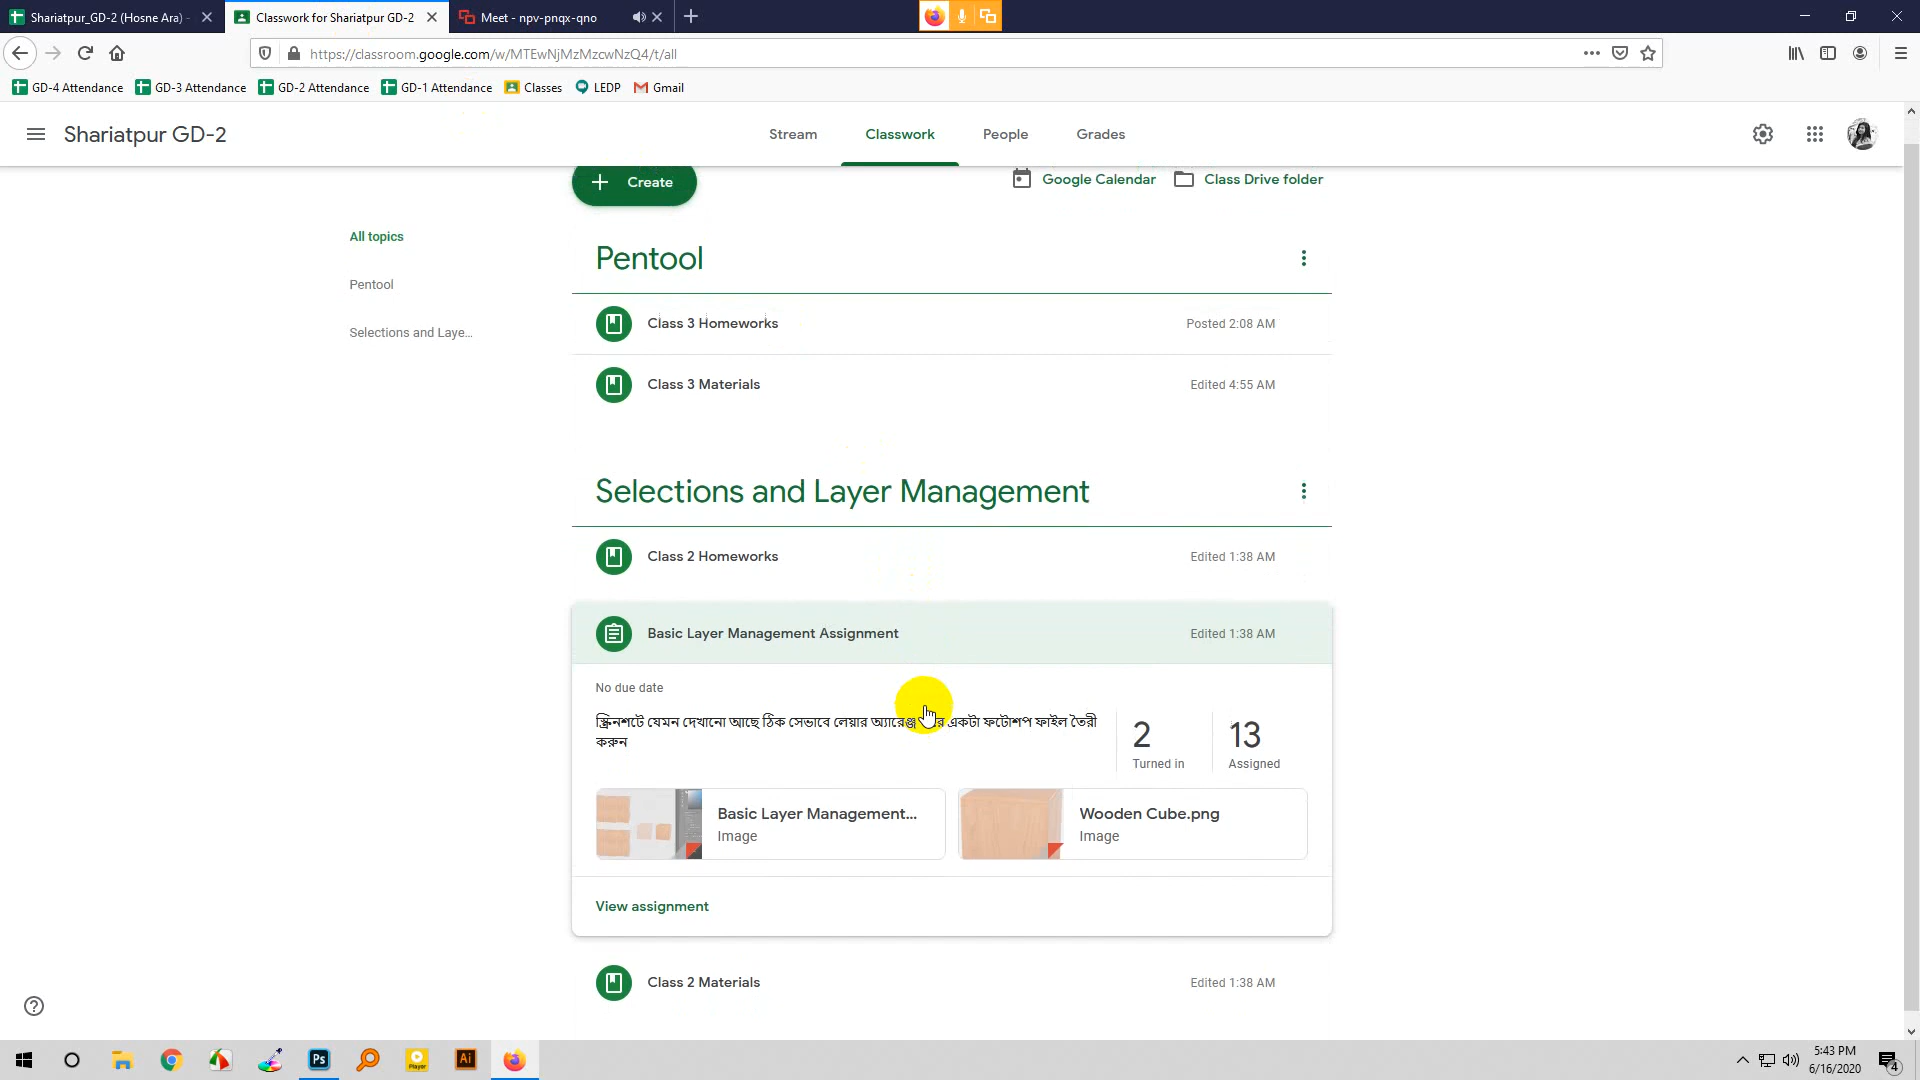 Shariatpur_GD-2 (Hosne Ara) -
Classwork for Shariatpur GD-2
Meet - npv-pnqx-qno
https://classroom.google.com/w/MTEwNjMzMzcwNzQ4/t/all
GD-4 Attendance
GD-3 Attendance
GD-2 Attendance
GD-1 Attendance
Classes
LEDP
Gmail
Shariatpur GD-2
Stream
Classwork
People
Grades
Create
Google Calendar
Class Drive folder
All topics
Pentool
Selections and Laye...
Pentool
Class 3 Homeworks
Posted 2:08 AM
Class 3 Materials
Edited 4:55 AM
Selections and Layer Management
Class 2 Homeworks
Edited 1:38 AM
Basic Layer Management Assignment
Edited 1:38 AM
No due date
স্ক্রিনশটে যেমন দেখানো আছে ঠিক সেভাবে লেয়ার একটা ফটোশপ ফাইল তৈরী
করুন
2
Turned in
13
Assigned
Basic Layer Management...
Image
Wooden Cube.png
Image
View assignment
Class 2 Materials
Edited 1:38 AM
Ps
Player
Ai
5:43 PM
6/16/2020
4